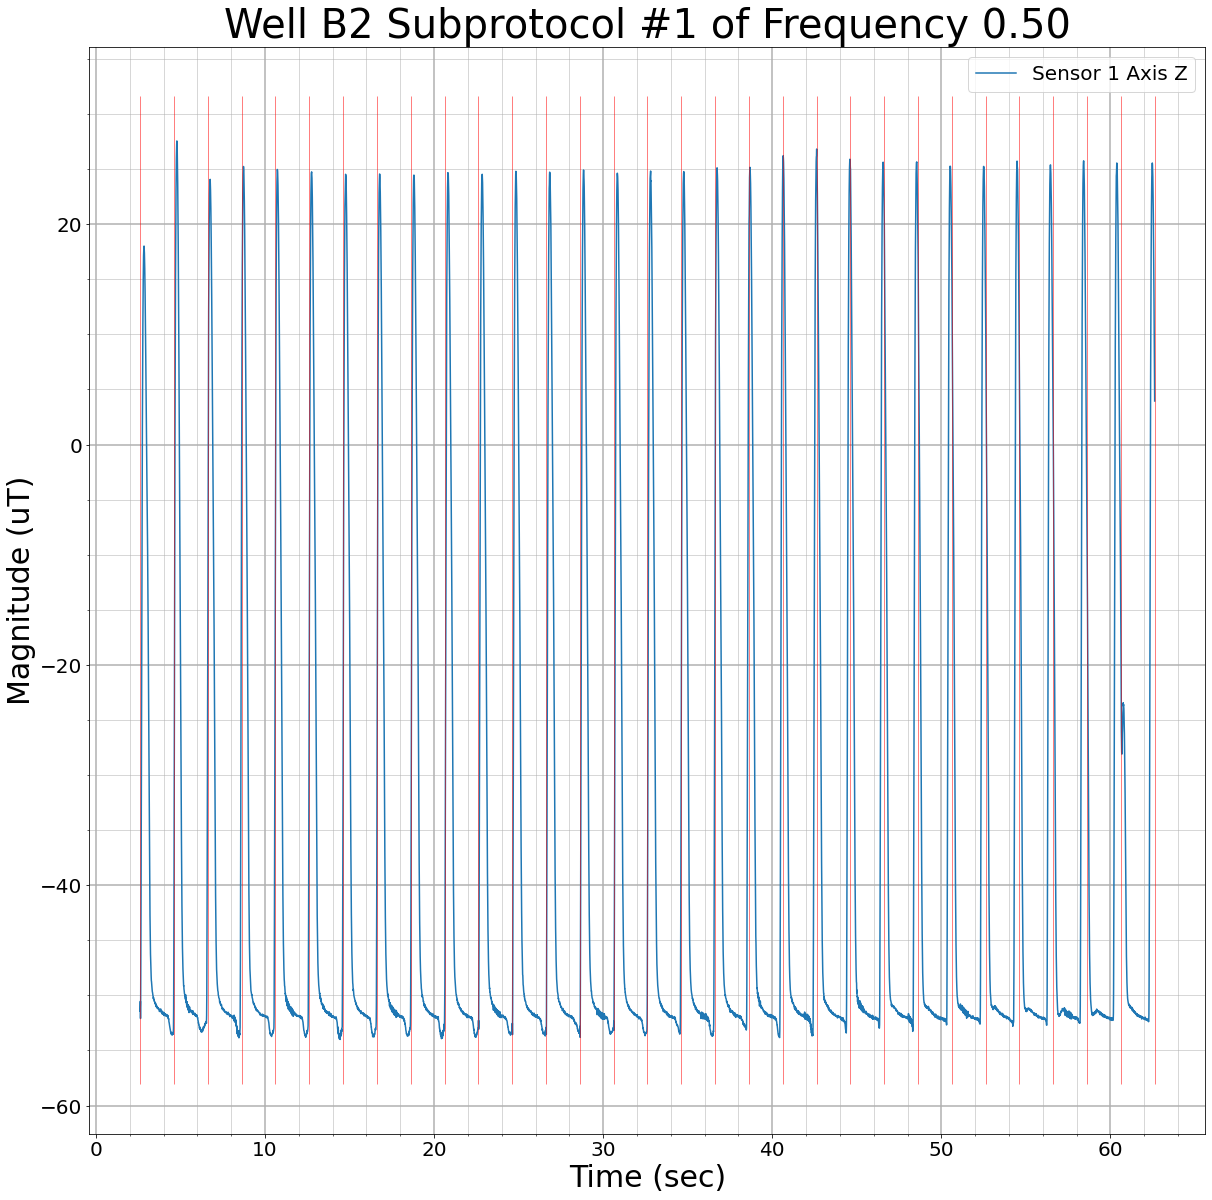 Well B2 Subprotocol #1 of Frequency 0.50
Sensor 1 Axis Z
Magnitude (uT)
20
0
−20
−40
−60
0 10 20 30 40 50 60
Time (sec)